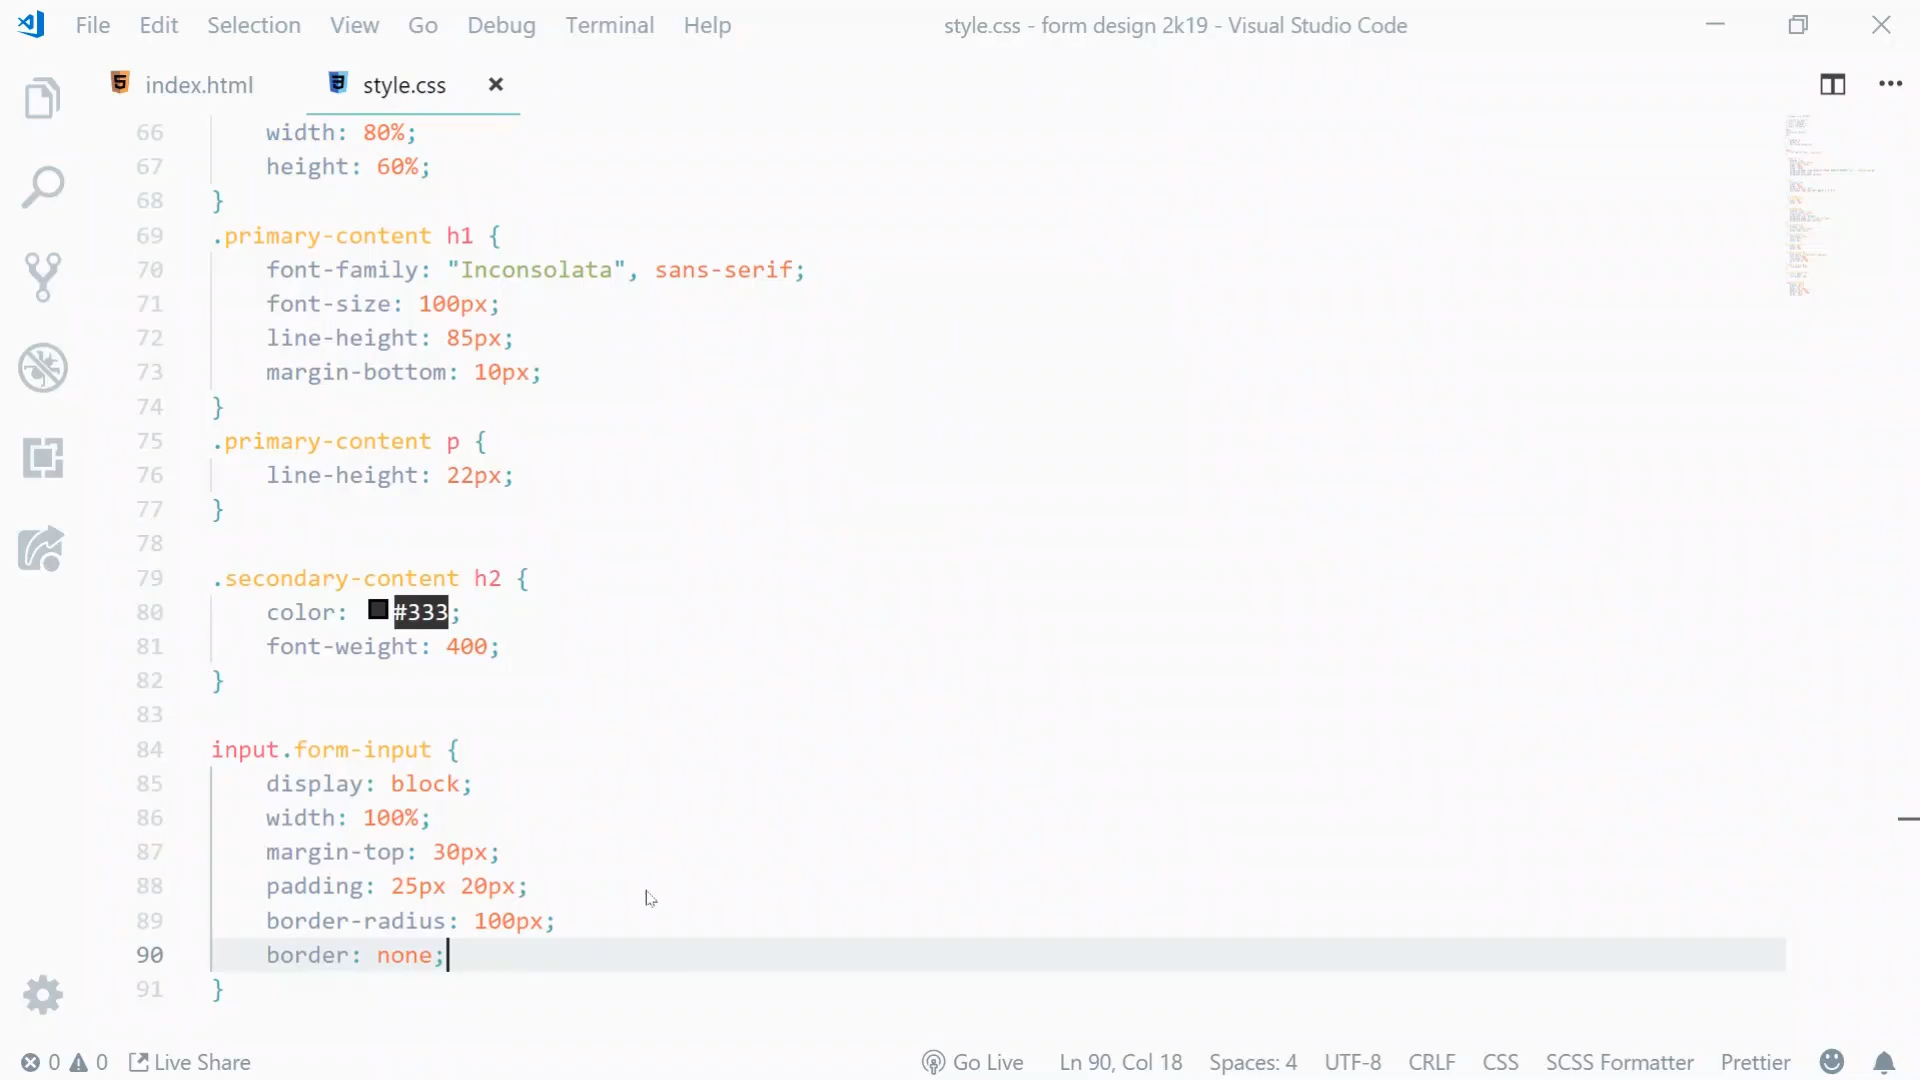 File Edit Selection View Go Debug Terminal Help style.css - form design 2k19 - Visual Studio Code
index.html style.css
66 width: 80%;
67 height: 60%;
68 }
69 .primary-content h1 {
70 font-family: "Inconsolata", sans-serif;
71 font-size: 100px;
72 line-height: 85px;
73 margin-bottom: 10px;
74 }
75 .primary-content p {
76 line-height: 22px;
77 }
78
79 .secondary-content h2 {
80 color: #333;
81 font-weight: 400;
82 }
83
84 input.form-input {
85 display: block;
86 width: 100%;
87 margin-top: 30px;
88 padding: 25px 20px;
89 border-radius: 100px;
90 border: none;
91 }
0 0 Live Share Go Live Ln 90, Col 18 Spaces: 4 UTF-8 CRLF CSS SCSS Formatter Prettier